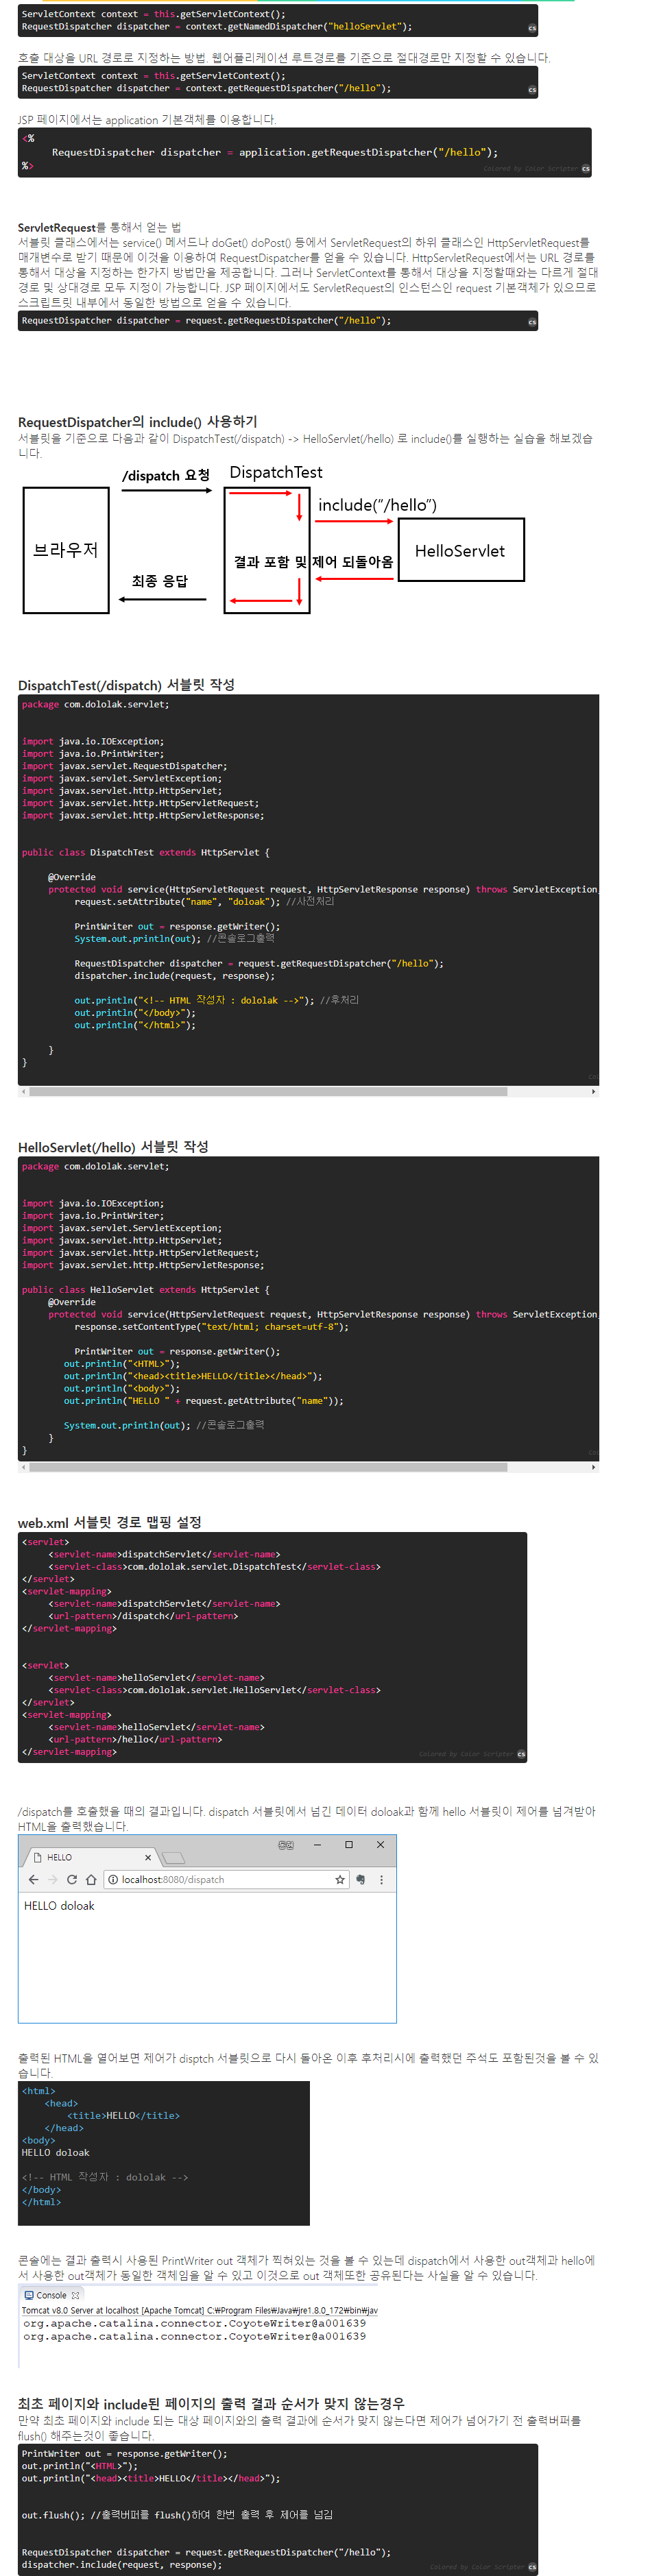 ServletContext context = this.getServletContext();
RequestDispatcher dispatcher = context.getNamedDispatcher("helloServlet");
cs
호출 대상을 URL 경로로 지정하는 방법. 웹어플리케이션 루트경로를 기준으로 절대경로만 지정할 수 있습니다.
ServletContext context = this.getServletContext();
RequestDispatcher dispatcher = context.getRequestDispatcher("/hello");
cs
JSP 페이지에서는 application 기본객체를 이용합니다.
<%
RequestDispatcher dispatcher = application.getRequestDispatcher("/hello");
%>
Colored by Color Scripter cs
ServletRequest를 통해서 얻는 법
서블릿 클래스에서는 service() 메서드나 doGet() doPost() 등에서 ServletRequest의 하위 클래스인 HttpServletRequest를
매개변수로 받기 때문에 이것을 이용하여 RequestDispatcher를 얻을 수 있습니다. HttpServletRequest에서는 URL 경로를
통해서 대상을 지정하는 한가지 방법만을 제공합니다. 그러나 ServletContext를 통해서 대상을 지정할때와는 다르게 절대
경로 및 상대경로 모두 지정이 가능합니다. JSP 페이지에서도 ServletRequest의 인스턴스인 request 기본객체가 있으므로
스크립트릿 내부에서 동일한 방법으로 얻을 수 있습니다.
RequestDispatcher dispatcher = request.getRequestDispatcher("/hello");
cs
RequestDispatcher의 include() 사용하기
서블릿을 기준으로 다음과 같이 DispatchTest(/dispatch) -> HelloServlet(/hello) 로 include()를 실행하는 실습을 해보겠습
니다.
/dispatch 요청
DispatchTest
include("/hello")
브라우저
HelloServlet
결과 포함 및 제어 되돌아옴
최종 응답
DispatchTest(/dispatch) 서블릿 작성
package com.dololak.servlet;
import java.io.IOException;
import java.io.PrintWriter;
import javax.servlet.RequestDispatcher;
import javax.servlet.ServletException;
import javax.servlet.http.HttpServlet;
import javax.servlet.http.HttpServletRequest;
import javax.servlet.http.HttpServletResponse;
public class DispatchTest extends HttpServlet {
@Override
protected void service(HttpServletRequest request, HttpServletResponse response) throws ServletException,
request.setAttribute("name", "doloak"); //사전처리
PrintWriter out = response.getWriter();
System.out.println(out); //콘솔로그출력
RequestDispatcher dispatcher = request.getRequestDispatcher("/hello");
dispatcher.include(request, response);
out.println("<!-- HTML 작성자 : dololak -->"); //후처리
out.println("</body>");
out.println("</html>");
}
}
HelloServlet(/hello) 서블릿 작성
package com.dololak.servlet;
import java.io.IOException;
import java.io.PrintWriter;
import javax.servlet.ServletException;
import javax.servlet.http.HttpServlet;
import javax.servlet.http.HttpServletRequest;
import javax.servlet.http.HttpServletResponse;
public class HelloServlet extends HttpServlet {
@Override
protected void service(HttpServletRequest request, HttpServletResponse response) throws ServletException,
response.setContentType("text/html; charset=utf-8");
PrintWriter out = response.getWriter();
out.println("<HTML>");
out.println("<head><title>HELLO</title></head>");
out.println("<body>");
out.println("HELLO " + request.getAttribute("name"));
System.out.println(out); //콘솔로그출력
}
}
web.xml 서블릿 경로 맵핑 설정
<servlet>
<servlet-name>dispatchServlet</servlet-name>
<servlet-class>com.dololak.servlet.DispatchTest</servlet-class>
</servlet>
<servlet-mapping>
<servlet-name>dispatchServlet</servlet-name>
<url-pattern>/dispatch</url-pattern>
</servlet-mapping>
<servlet>
<servlet-name>helloServlet</servlet-name>
<servlet-class>com.dololak.servlet.HelloServlet</servlet-class>
</servlet>
<servlet-mapping>
<servlet-name>helloServlet</servlet-name>
<url-pattern>/hello</url-pattern>
</servlet-mapping>
Colored by Color Scripter cs
/dispatch를 호출했을 때의 결과입니다. dispatch 서블릿에서 넘긴 데이터 doloak과 함께 hello 서블릿이 제어를 넘겨받아
HTML을 출력했습니다.
HELLO
localhost:8080/dispatch
HELLO doloak
출력된 HTML을 열어보면 제어가 disptch 서블릿으로 다시 돌아온 이후 후처리시에 출력했던 주석도 포함된것을 볼 수 있
습니다.
<html>
<head>
<title>HELLO</title>
</head>
<body>
HELLO doloak
<!-- HTML 작성자 : dololak -->
</body>
</html>
콘솔에는 결과 출력시 사용된 PrintWriter out 객체가 찍혀있는 것을 볼 수 있는데 dispatch에서 사용한 out객체과 hello에
서 사용한 out객체가 동일한 객체임을 알 수 있고 이것으로 out 객체또한 공유된다는 사실을 알 수 있습니다.
Console
Tomcat v8.0 Server at localhost [Apache Tomcat] C:₩Program Files₩Java₩jre1.8.0_172₩bin₩jav
org.apache.catalina.connector.CoyoteWriter@a001639
org.apache.catalina.connector.CoyoteWriter@a001639
최초 페이지와 include된 페이지의 출력 결과 순서가 맞지 않는경우
만약 최초 페이지와 include 되는 대상 페이지와의 출력 결과에 순서가 맞지 않는다면 제어가 넘어가기 전 출력버퍼를
flush() 해주는것이 좋습니다.
PrintWriter out = response.getWriter();
out.println("<HTML>");
out.println("<head><title>HELLO</title></head>");
out.flush(); //출력버퍼를 flush()하여 한번 출력 후 제어를 넘김
RequestDispatcher dispatcher = request.getRequestDispatcher("/hello");
dispatcher.include(request, response);
Colored by Color Scripter cs